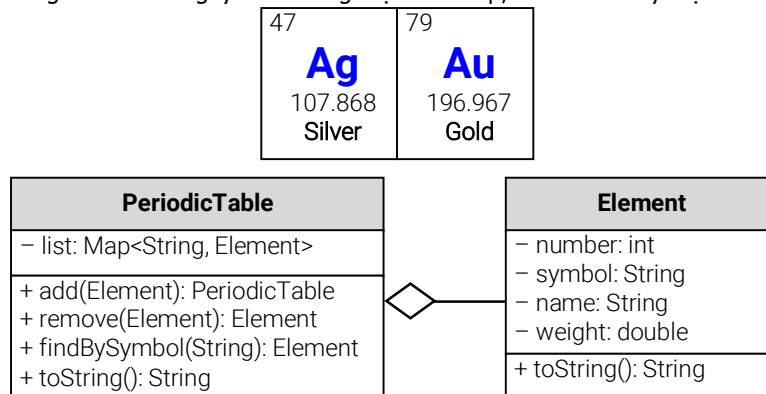 47
Ag
107.868
Silver
79
Au
196.967
Gold
PeriodicTable
– list: Map<String, Element>
+ add(Element): PeriodicTable
+ remove(Element): Element
+ findBySymbol(String): Element
+ toString(): String
Element
– number: int
– symbol: String
– name: String
– weight: double
+ toString(): String